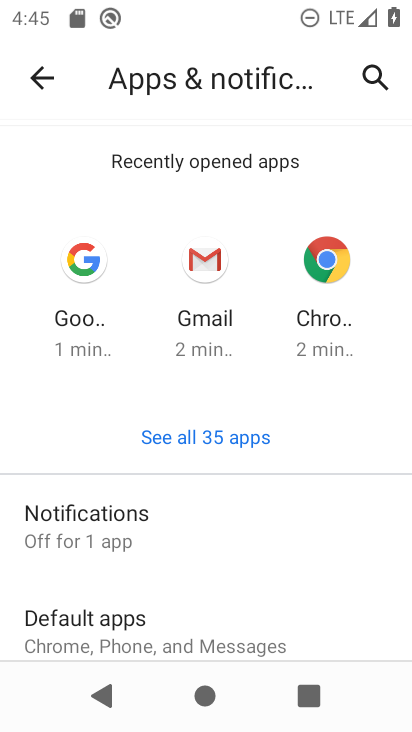 4:45 LTE
Apps & notific...
Recently opened apps
Goo.. Gmail Chro..
1 min.. 2 min.. 2 min..
See all 35 apps
Notifications
Off for 1 app
Default apps
Chrome, Phone, and Messages